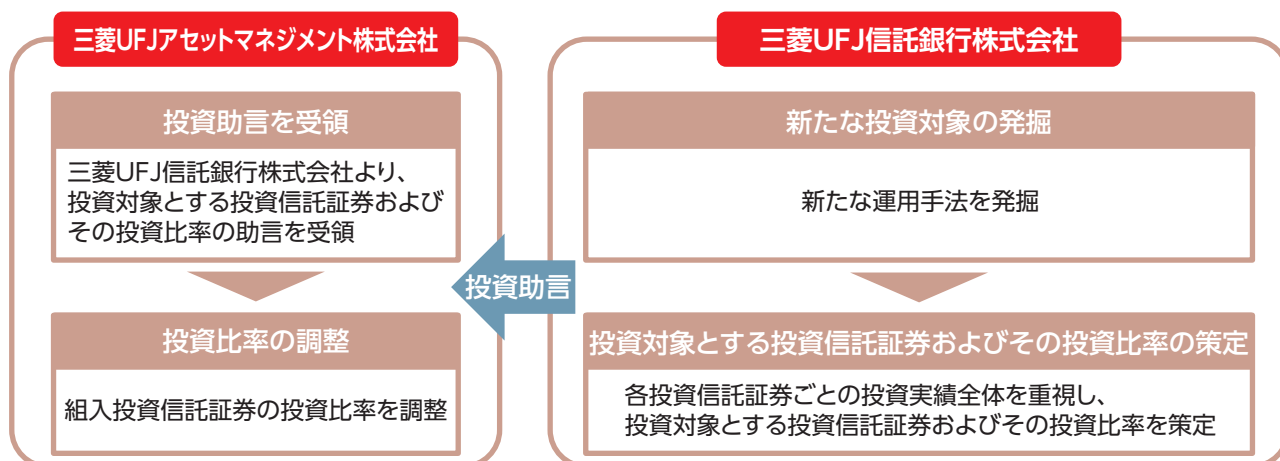 三菱UFJアセットマネジメント株式会社
投資助言を受領
三菱UFJ信託銀行株式会社より、
投資対象とする投資信託証券および
その投資比率の助言を受領
投資比率の調整
組入投資信託証券の投資比率を調整
投資助言
三菱UFJ信託銀行株式会社
新たな投資対象の発掘
新たな運用手法を発掘
投資対象とする投資信託証券およびその投資比率の策定
各投資信託証券ごとの投資実績全体を重視し、
投資対象とする投資信託証券およびその投資比率を策定